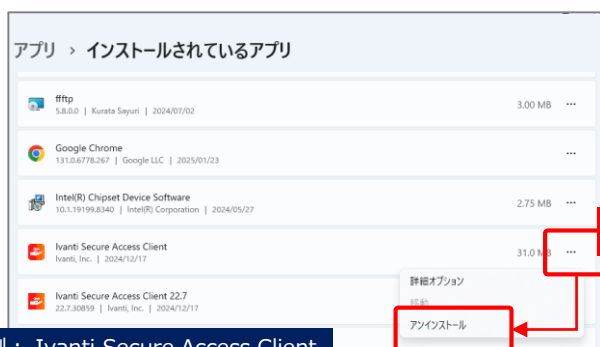 アプリ › インストールされているアプリ
ffftp
5.8.0.0 | Kurata Sayuri | 2024/07/02
3.00 MB ···
Google Chrome
131.0.6778.267 | Google LLC | 2025/01/23
···
Intel(R) Chipset Device Software
10.1.19199.8340 | Intel(R) Corporation | 2024/05/27
2.75 MB ···
Ivanti Secure Access Client
Ivanti, Inc. | 2024/12/17
31.0 MB ···
詳細オプション
移動
Ivanti Secure Access Client 22.7
22.7.30859 | Ivanti, Inc. | 2024/12/17
アンインストール
: Ivanti Secure Access Client